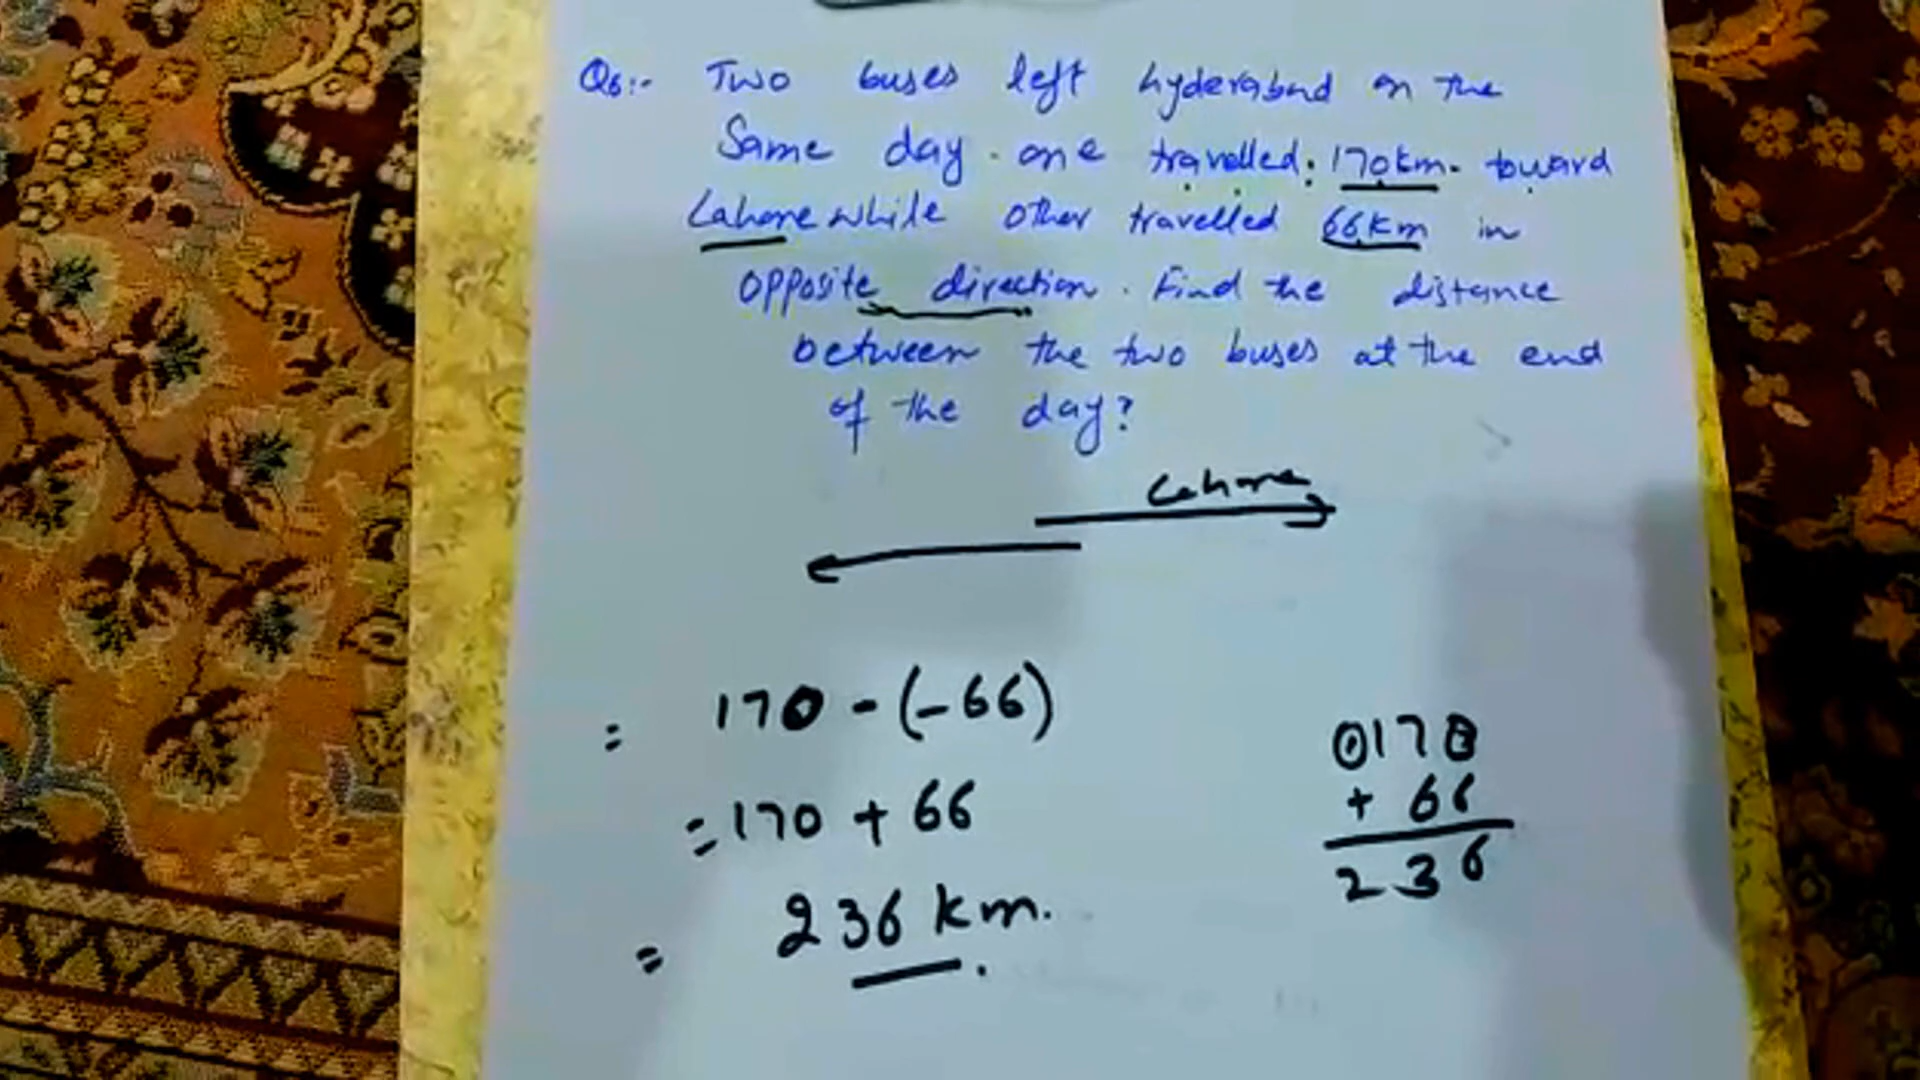 Q6:- Two buses left hyderabad on the
Same day. one travelled: 170km. toward
Lahore while other travelled 66km in
opposite direction. Find the distance
between the two buses at the end
of the day?
Lahore
= 170 - (-66)
= 170 + 66
= 236 km.
0170
+ 66
236